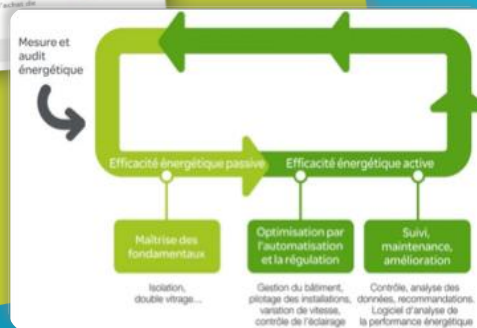 l'achat de
Mesure et
audit
énergétique
Efficacité énergétique passive
Efficacité énergétique active
Maîtrise des
fondamentaux
Isolation,
double vitrage...
Optimisation par
l'automatisation
et la régulation
Gestion du bâtiment,
pilotage des installations,
variation de vitesse,
contrôle de l'éclairage
Suivi,
maintenance,
amélioration
Contrôle, analyse des
données, recommandations.
Logiciel d'analyse de
la performance énergétique